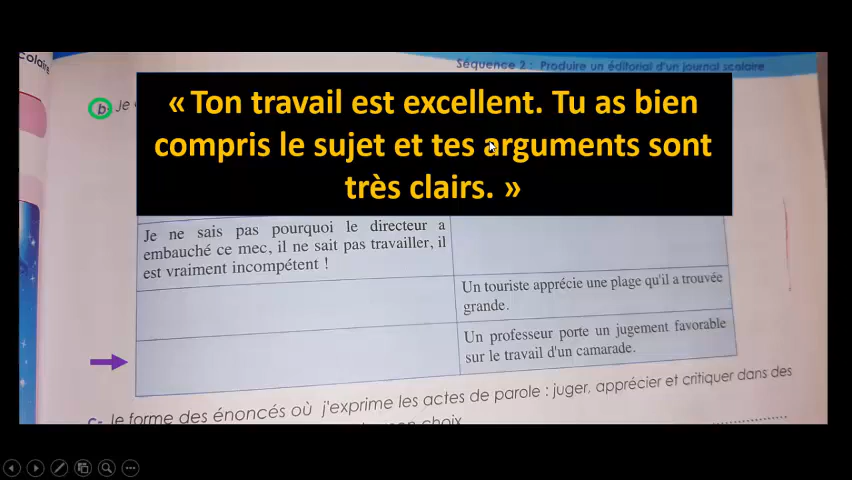 colaire
Séquence 2 : Produire un éditorial d'un journal scolaire
b- Je
« Ton travail est excellent. Tu as bien
compris le sujet et tes arguments sont
très clairs. »
Je ne sais pas pourquoi le directeur a
embauché ce mec, il ne sait pas travailler, il
est vraiment incompétent !
Un touriste apprécie une plage qu'il a trouvée
grande.
Un professeur porte un jugement favorable
sur le travail d'un camarade.
c- Je forme des énoncés où j'exprime les actes de parole : juger, apprécier et critiquer dans des
choix